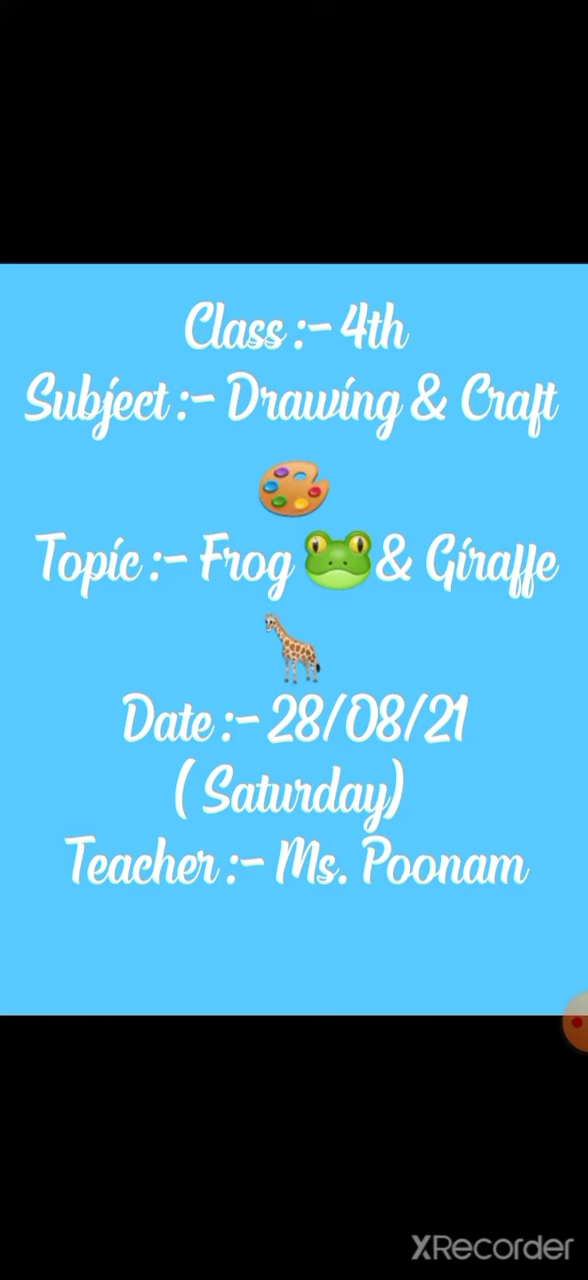 Class :- 4th
Subject :- Drawing & Craft
🎨
Topic :- Frog 🐸 & Giraffe
🦒
Date :- 28/08/21
( Saturday)
Teacher :- Ms. Poonam
XRecorder